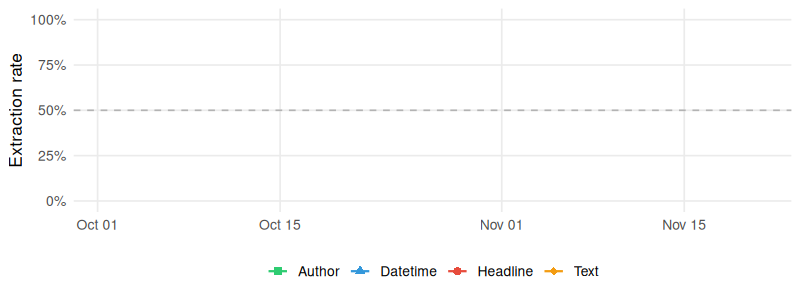 Extraction rate
100%
75%
50%
25%
0%
Oct 01 Oct 15 Nov 01 Nov 15
Author Datetime Headline Text